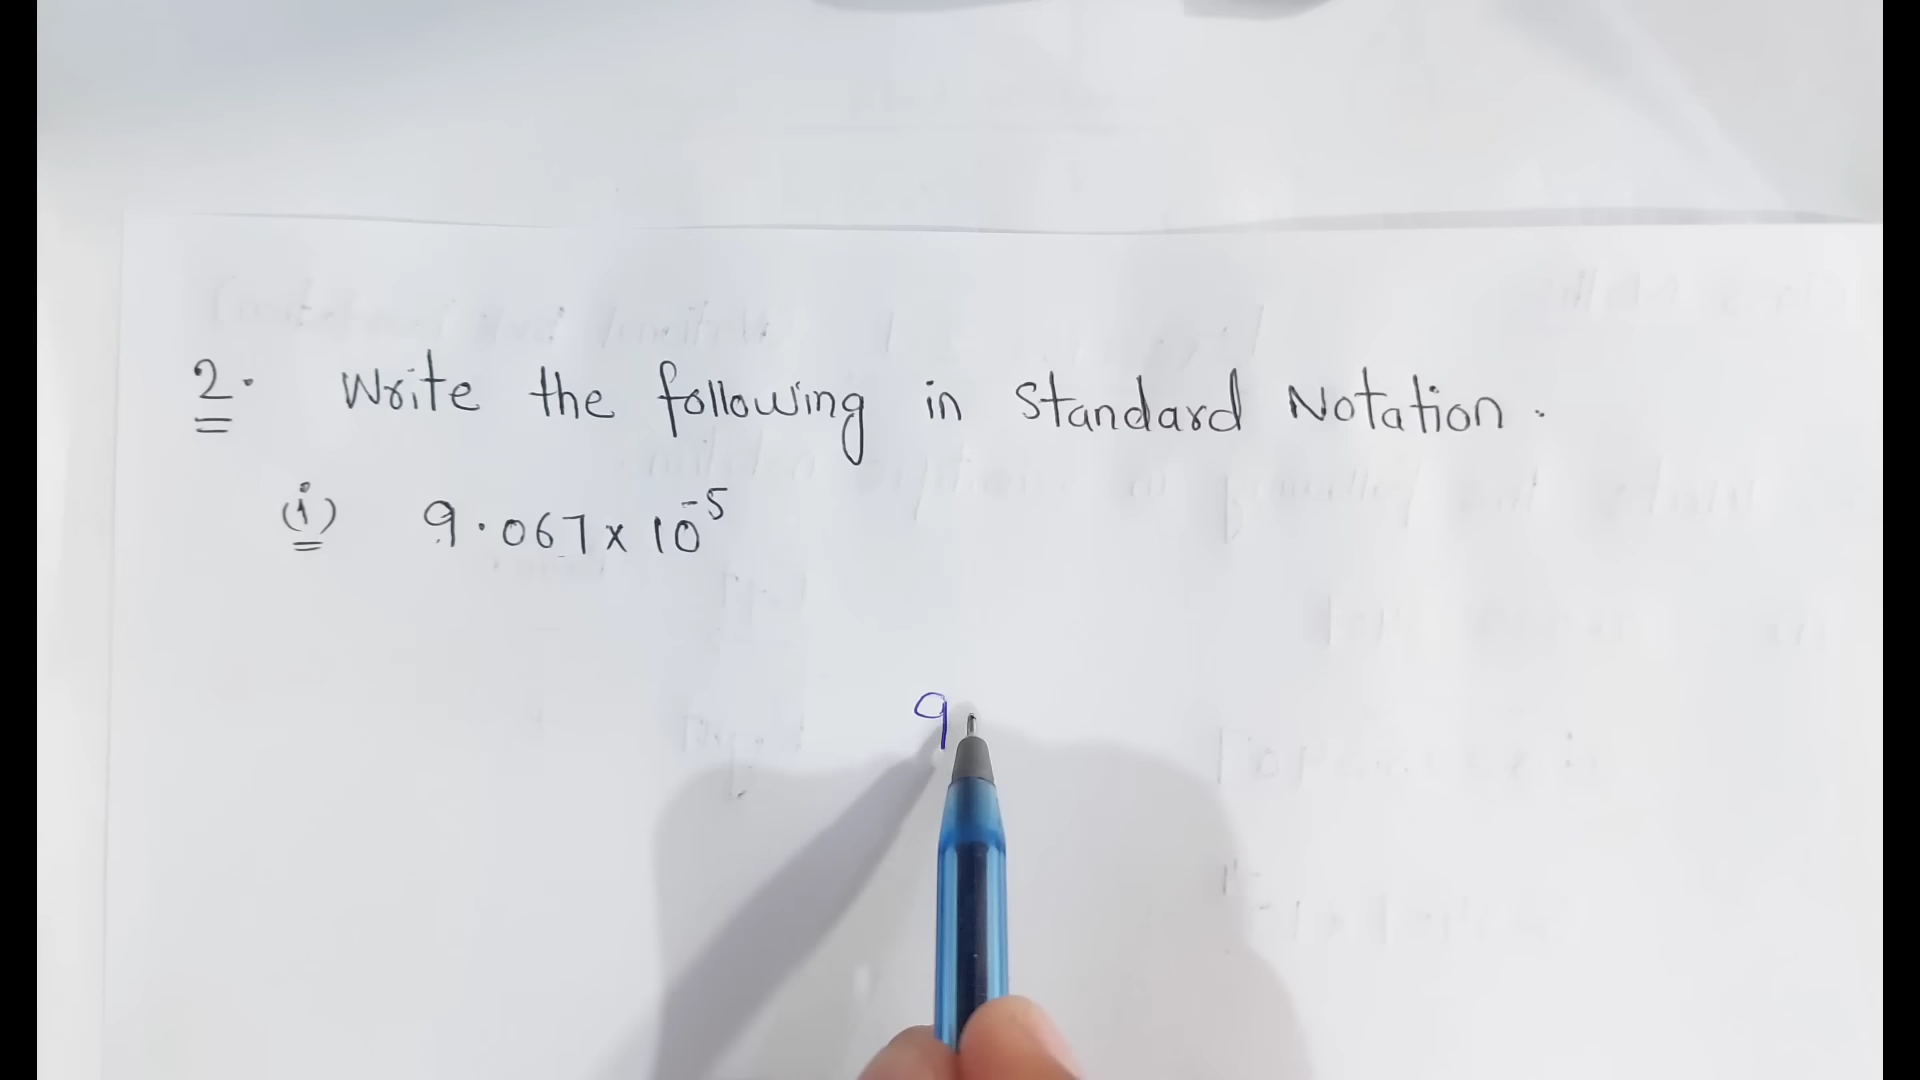 2. Write the following in Standard Notation.
(i) 9.067 x 10⁻⁵
9